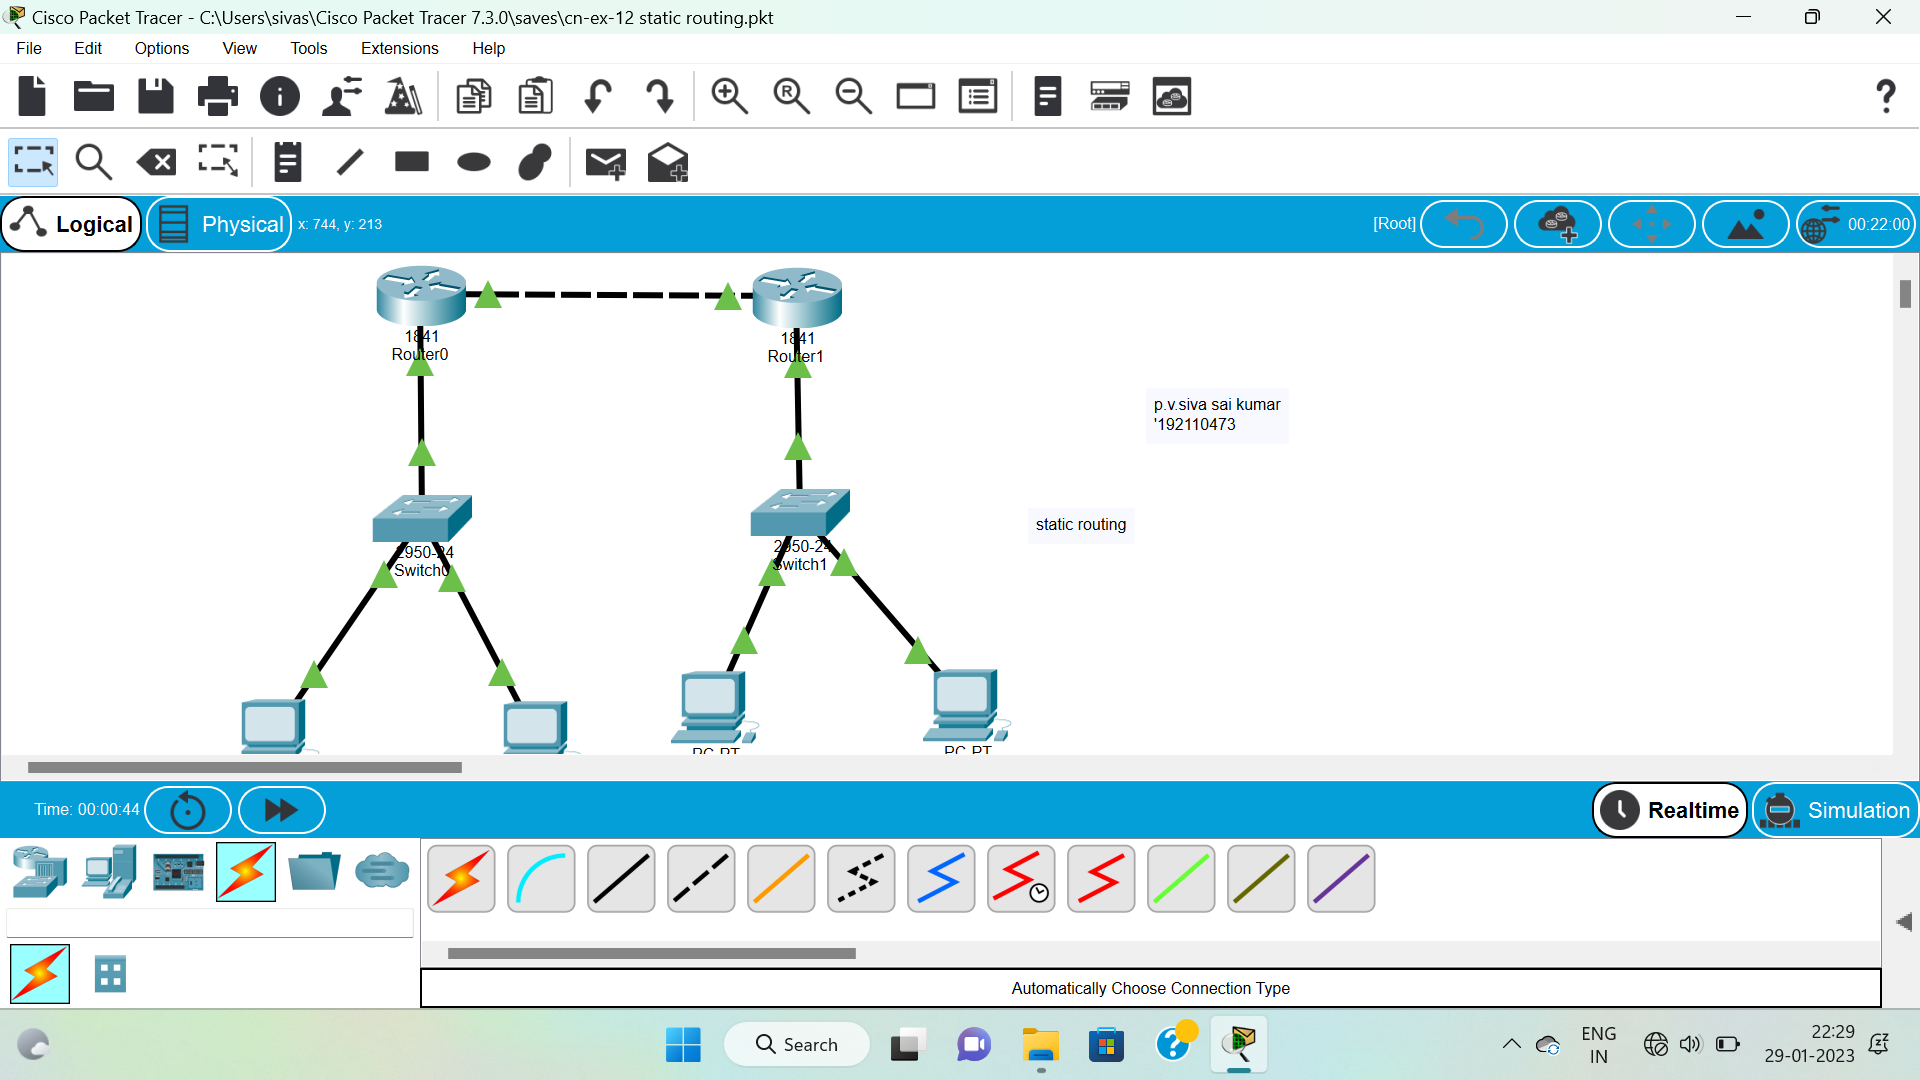 Cisco Packet Tracer - C:\Users\sivas\Cisco Packet Tracer 7.3.0\saves\cn-ex-12 static routing.pkt
File Edit Options View Tools Extensions Help
Logical Physical x: 744, y: 213 [Root] 00:22:00
1841
Router0
1841
Router1
p.v.siva sai kumar
'192110473
static routing
2950-24
Switch0
2950-24
Switch1
PC-PT
PC-PT
Time: 00:00:44 Realtime Simulation
Automatically Choose Connection Type
Search
ENG
IN
22:29
29-01-2023